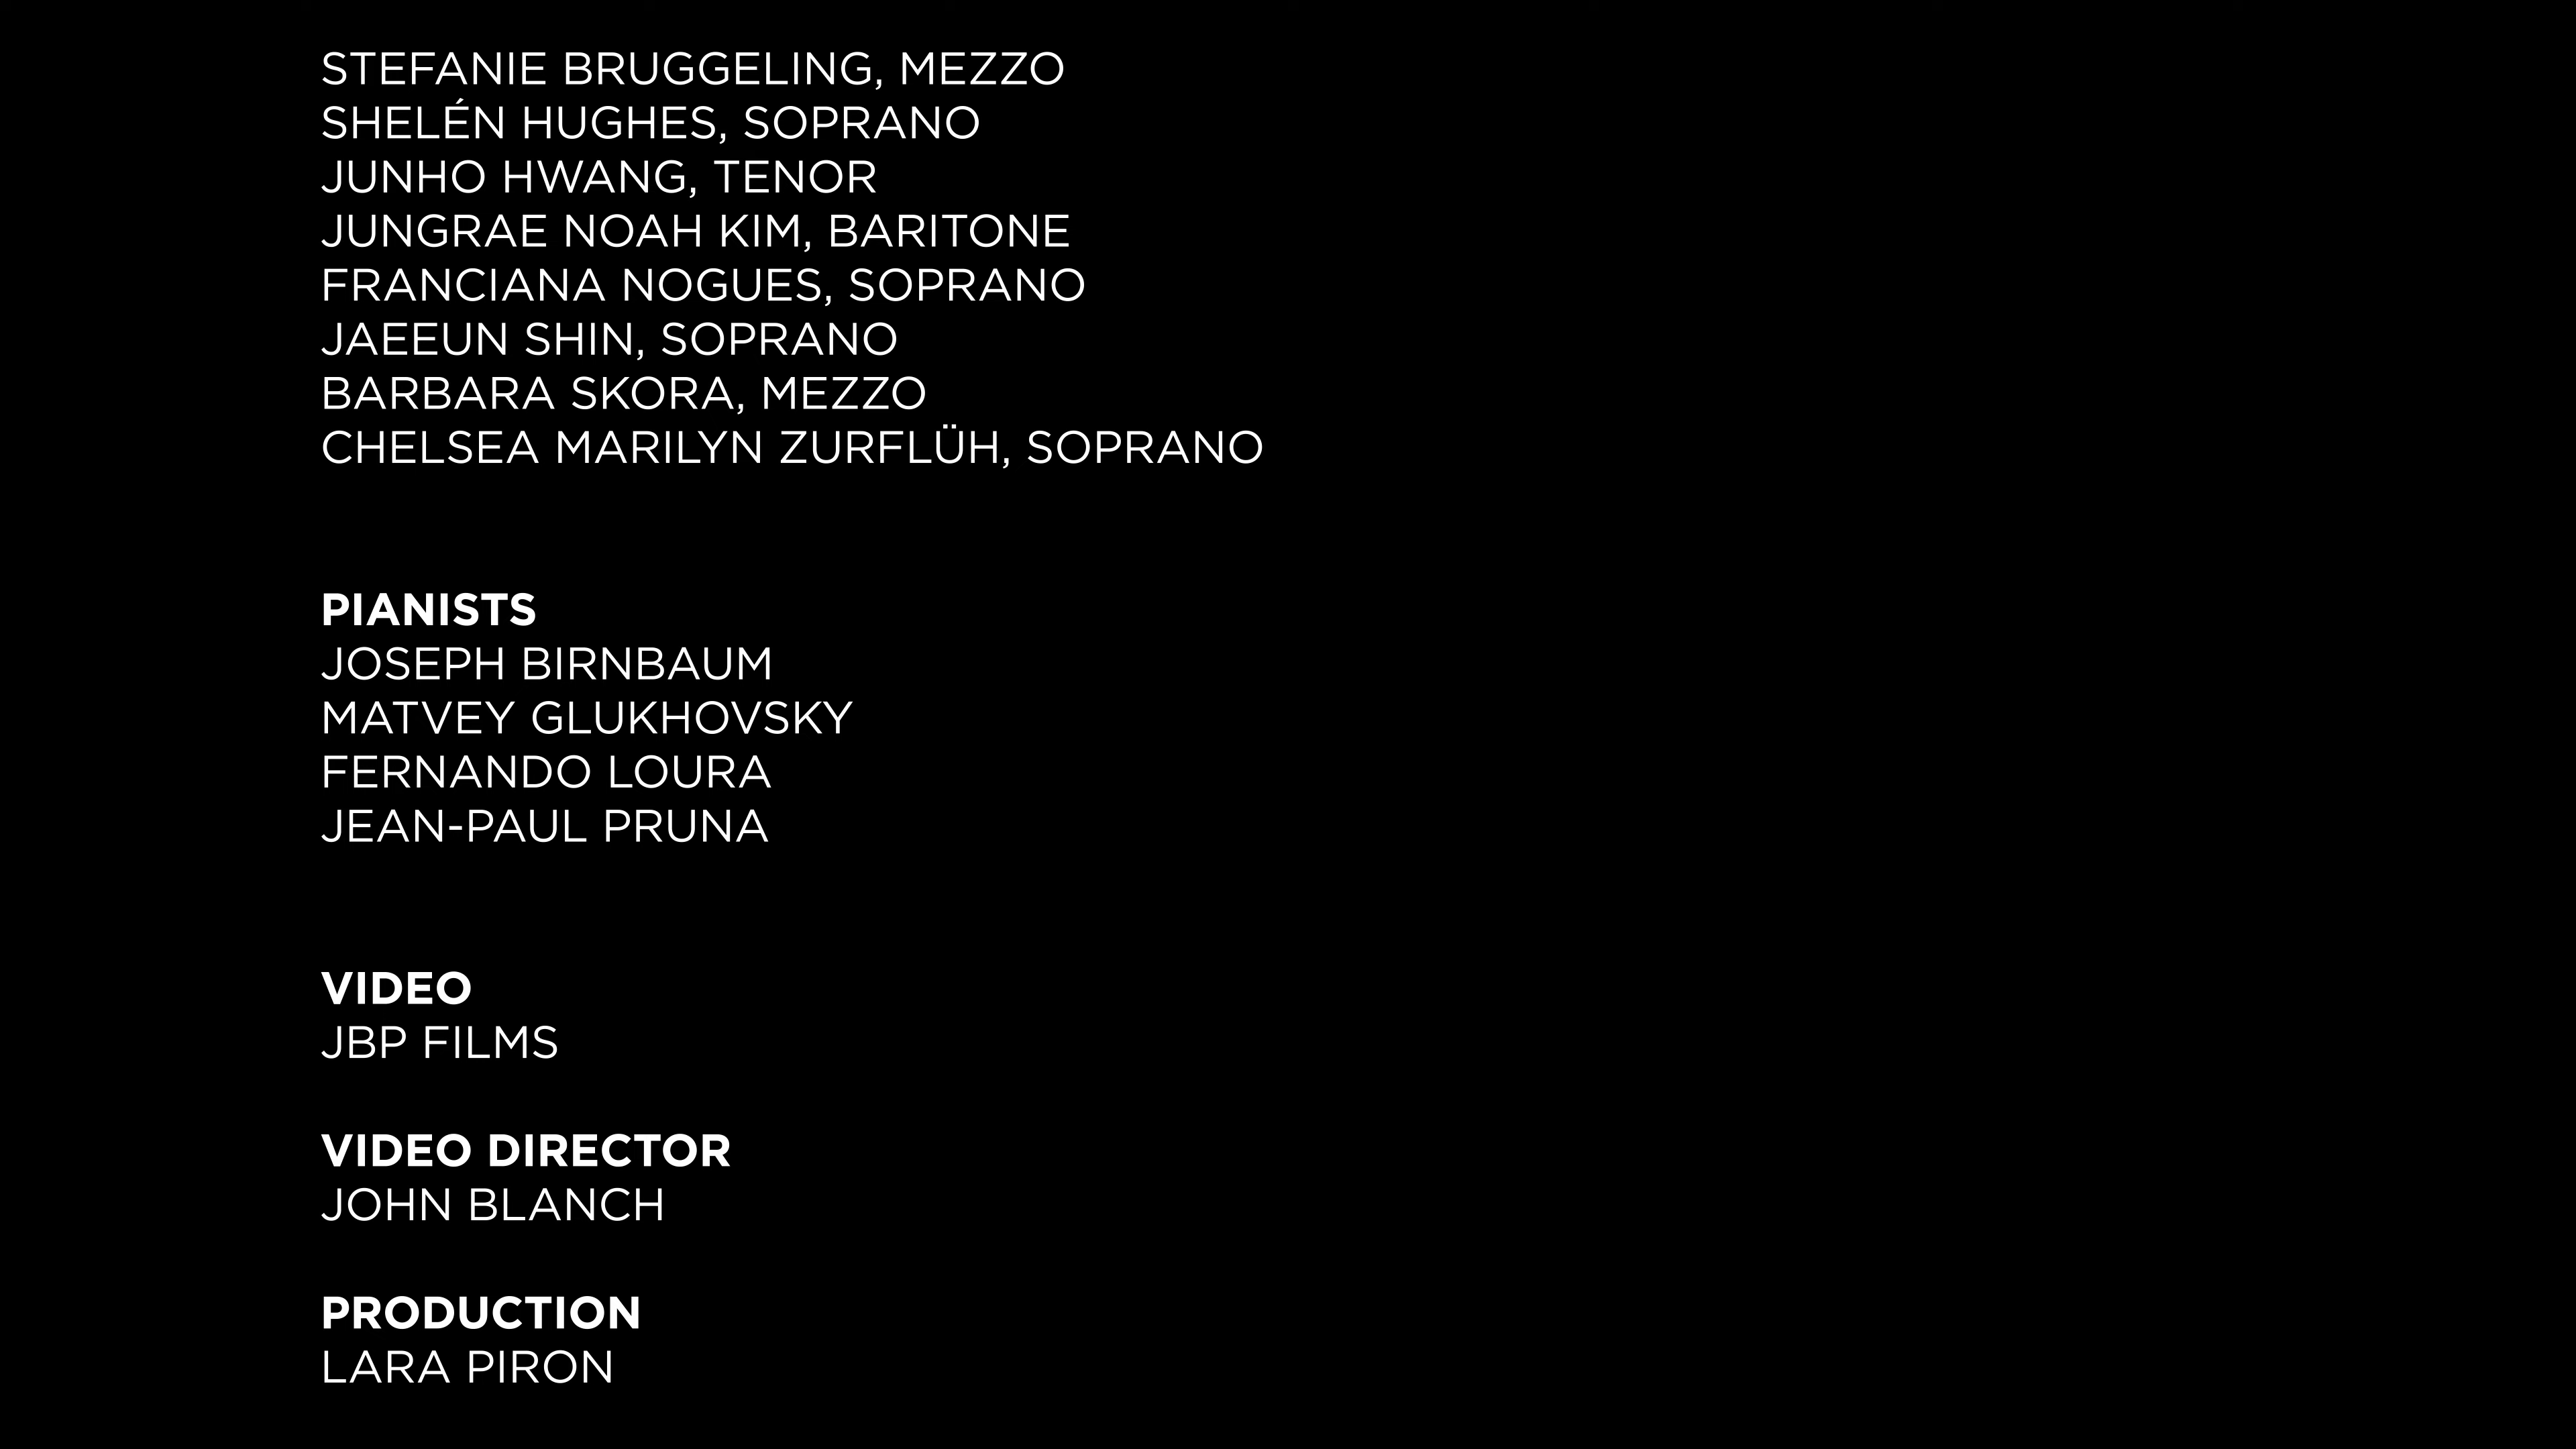 STEFANIE BRUGGELING, MEZZO
SHELÉN HUGHES, SOPRANO
JUNHO HWANG, TENOR
JUNGRAE NOAH KIM, BARITONE
FRANCIANA NOGUES, SOPRANO
JAEEUN SHIN, SOPRANO
BARBARA SKORA, MEZZO
CHELSEA MARILYN ZURFLÜH, SOPRANO
PIANISTS
JOSEPH BIRNBAUM
MATVEY GLUKHOVSKY
FERNANDO LOURA
JEAN-PAUL PRUNA
VIDEO
JBP FILMS
VIDEO DIRECTOR
JOHN BLANCH
PRODUCTION
LARA PIRON